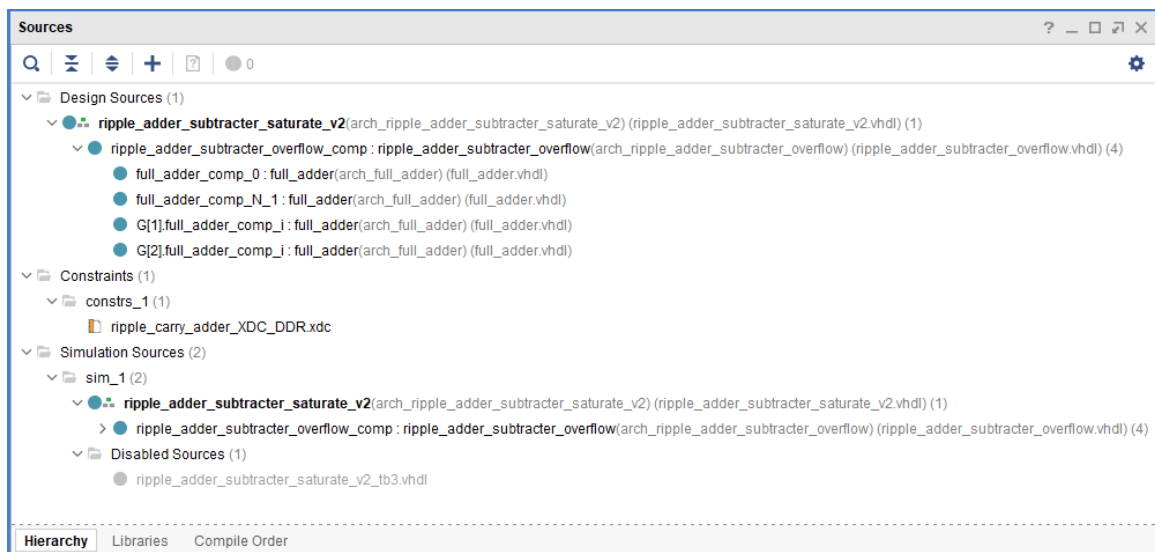 Sources
0
Design Sources (1)
ripple_adder_subtracter_saturate_v2(arch_ripple_adder_subtracter_saturate_v2) (ripple_adder_subtracter_saturate_v2.vhdl) (1)
ripple_adder_subtracter_overflow_comp : ripple_adder_subtracter_overflow(arch_ripple_adder_subtracter_overflow) (ripple_adder_subtracter_overflow.vhdl) (4)
full_adder_comp_0 : full_adder(arch_full_adder) (full_adder.vhdl)
full_adder_comp_N_1 : full_adder(arch_full_adder) (full_adder.vhdl)
G[1].full_adder_comp_i : full_adder(arch_full_adder) (full_adder.vhdl)
G[2].full_adder_comp_i : full_adder(arch_full_adder) (full_adder.vhdl)
Constraints (1)
constrs_1 (1)
ripple_carry_adder_XDC_DDR.xdc
Simulation Sources (2)
sim_1 (2)
ripple_adder_subtracter_saturate_v2(arch_ripple_adder_subtracter_saturate_v2) (ripple_adder_subtracter_saturate_v2.vhdl) (1)
ripple_adder_subtracter_overflow_comp : ripple_adder_subtracter_overflow(arch_ripple_adder_subtracter_overflow) (ripple_adder_subtracter_overflow.vhdl) (4)
Disabled Sources (1)
ripple_adder_subtracter_saturate_v2_tb3.vhdl
Hierarchy Libraries Compile Order